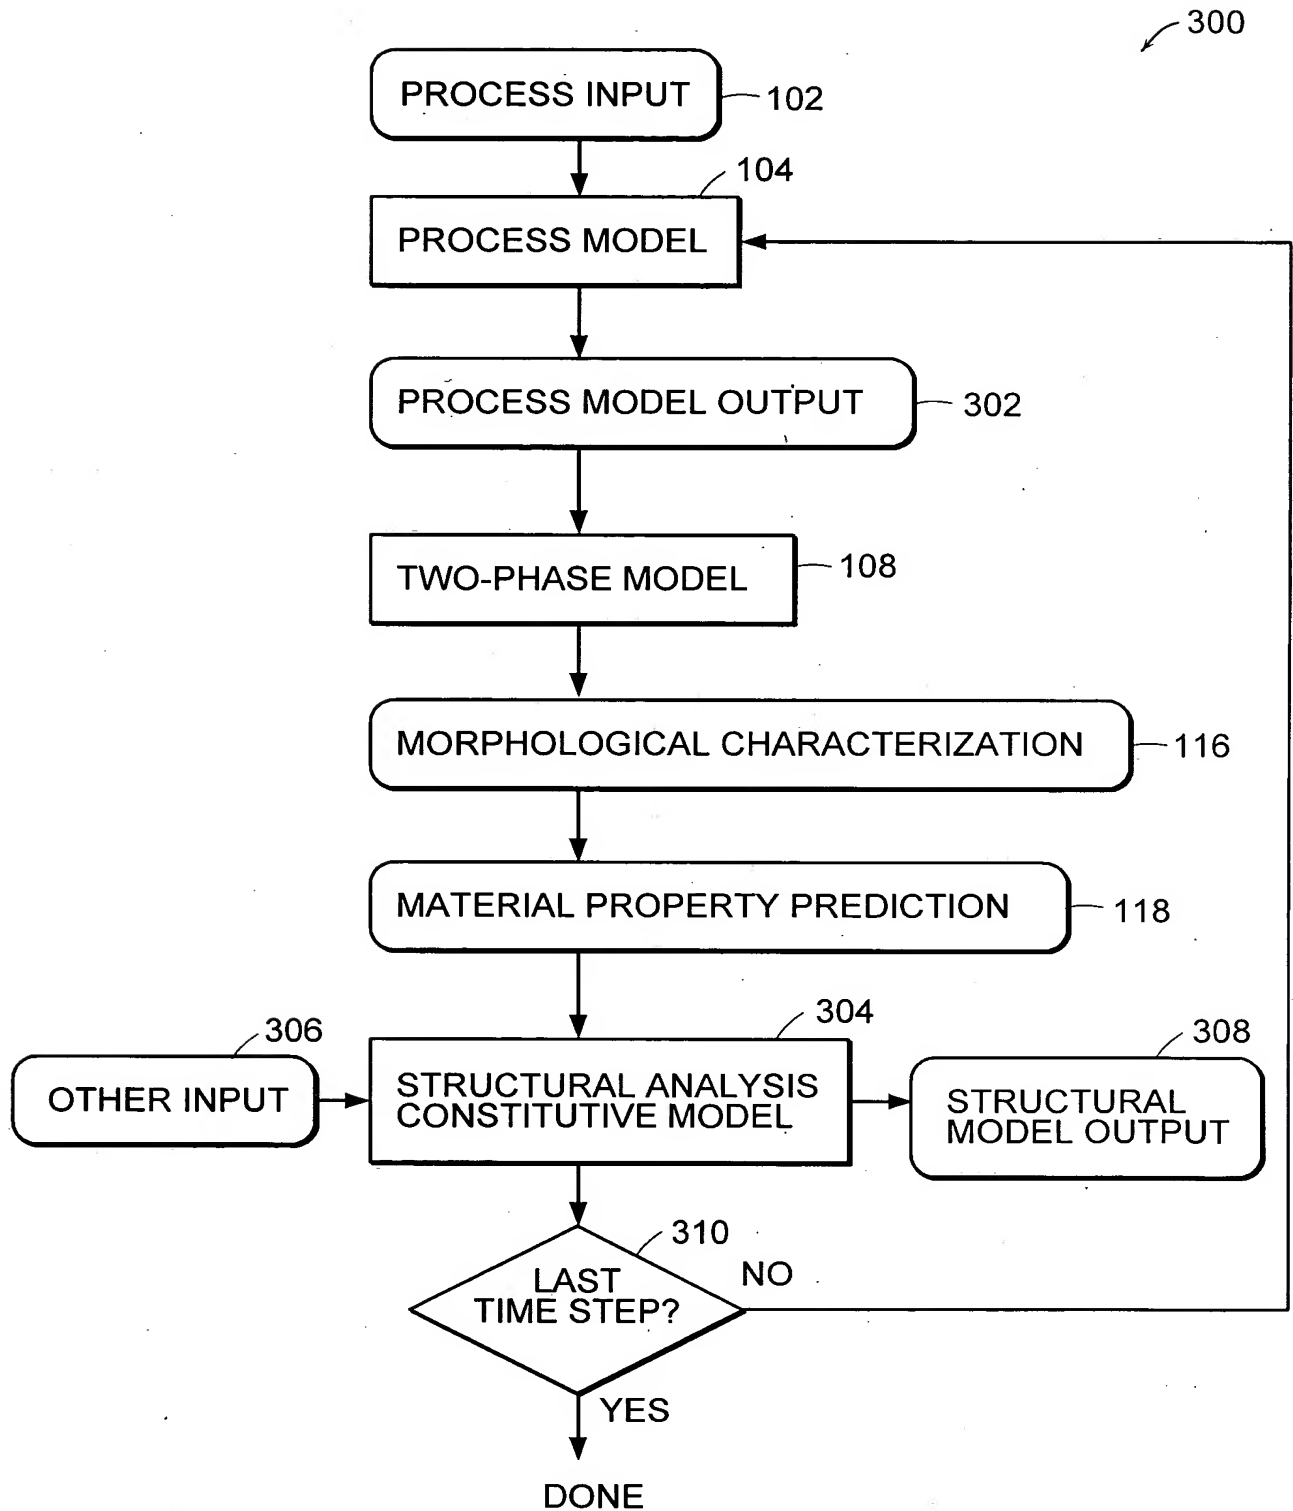 300
PROCESS INPUT
102
104
PROCESS MODEL
PROCESS MODEL OUTPUT
302
TWO-PHASE MODEL
108
MORPHOLOGICAL CHARACTERIZATION
116
MATERIAL PROPERTY PREDICTION
118
306
OTHER INPUT
304
STRUCTURAL ANALYSIS
CONSTITUTIVE MODEL
308
STRUCTURAL
MODEL OUTPUT
310
LAST
TIME STEP?
NO
YES
DONE